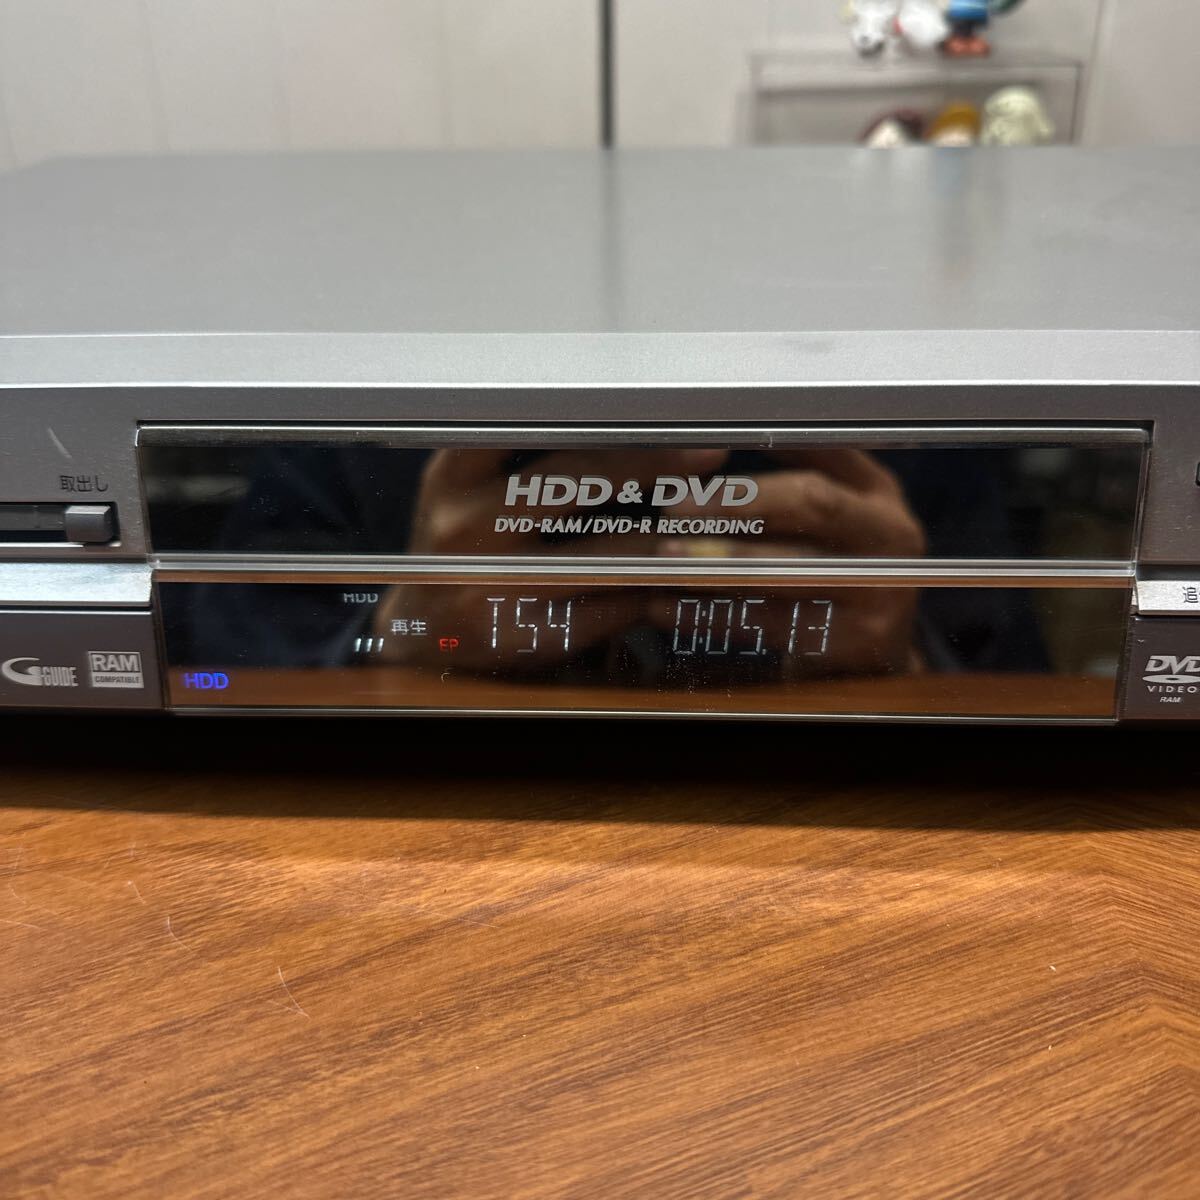 取出し
HDD & DVD
DVD-RAM/DVD-R RECORDING
HDD
再生
EP
T54
0:05.13
HDD
G-GUIDE
RAM
COMPATIBLE
DVD
VIDEO
RAM